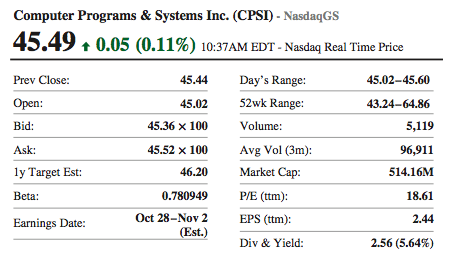 Computer Programs & Systems Inc. (CPSI) - NasdaqGS
45.49 ↑ 0.05 (0.11%) 10:37AM EDT - Nasdaq Real Time Price
Prev Close: 45.44
Open: 45.02
Bid: 45.36 × 100
Ask: 45.52 × 100
1y Target Est: 46.20
Beta: 0.780949
Earnings Date: Oct 28–Nov 2
(Est.)
Day's Range: 45.02–45.60
52wk Range: 43.24–64.86
Volume: 5,119
Avg Vol (3m): 96,911
Market Cap: 514.16M
P/E (ttm): 18.61
EPS (ttm): 2.44
Div & Yield: 2.56 (5.64%)